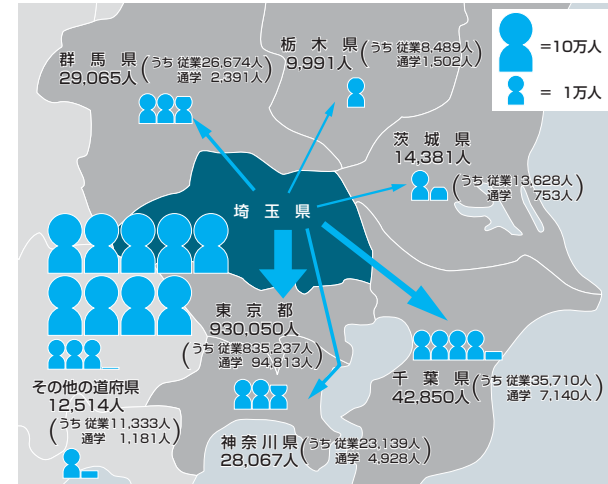 =10万人
= 1万人
群馬県
29,065人
(うち 従業26,674人
通学 2,391人)
栃木県
9,991人
(うち 従業8,489人
通学1,502人)
茨城県
14,381人
(うち 従業13,628人
通学 753人)
埼玉県
東京都
930,050人
(うち 従業835,237人
通学 94,813人)
千葉県
42,850人
(うち 従業35,710人
通学 7,140人)
その他の道府県
12,514人
(うち 従業11,333人
通学 1,181人)
神奈川県
28,067人
(うち 従業23,139人
通学 4,928人)